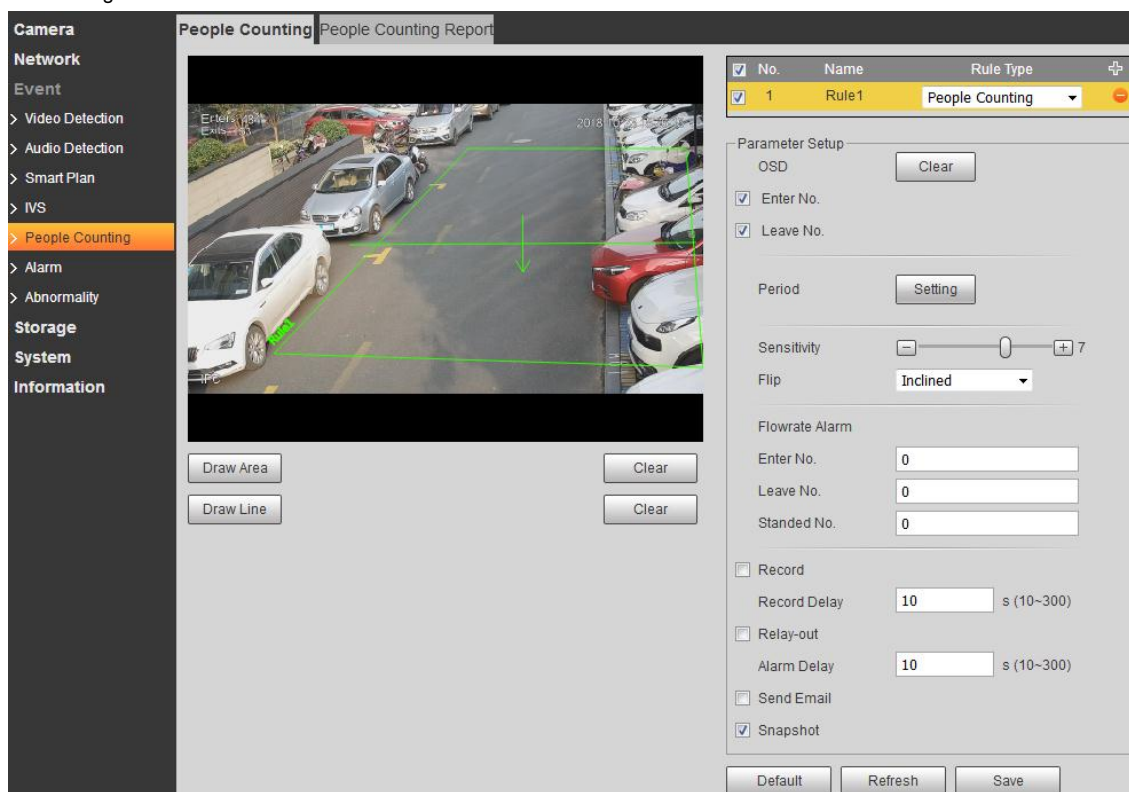 Camera
Network
Event
Video Detection
Audio Detection
Smart Plan
IVS
People Counting
Alarm
Abnormality
Storage
System
Information
People Counting People Counting Report
Enters:
Exits:
2018
Rule1
IPC
Draw Area Clear
Draw Line Clear
No. Name Rule Type
1 Rule1 People Counting
Parameter Setup
OSD Clear
Enter No.
Leave No.
Period Setting
Sensitivity 7
Flip Inclined
Flowrate Alarm
Enter No. 0
Leave No. 0
Standed No. 0
Record
Record Delay 10 s (10~300)
Relay-out
Alarm Delay 10 s (10~300)
Send Email
Snapshot
Default Refresh Save